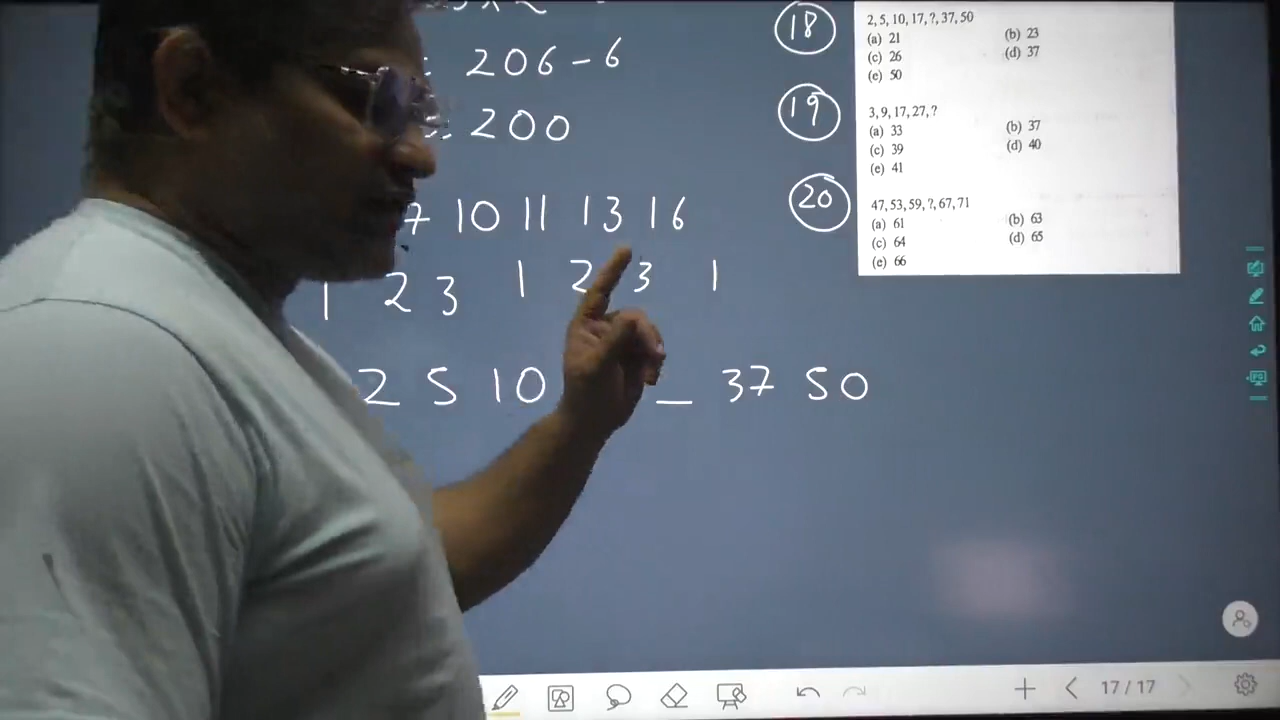 206 - 6
200
7 10 11 13 16
1 2 3 1 2 3 1
2 5 10 _ 37 50
18
2, 5, 10, 17, ?, 37, 50
(a) 21 (b) 23
(c) 26 (d) 37
(e) 50
19
3, 9, 17, 27, ?
(a) 33 (b) 37
(c) 39 (d) 40
(e) 41
20
47, 53, 59, ?, 67, 71
(a) 61 (b) 63
(c) 64 (d) 65
(e) 66
17 / 17